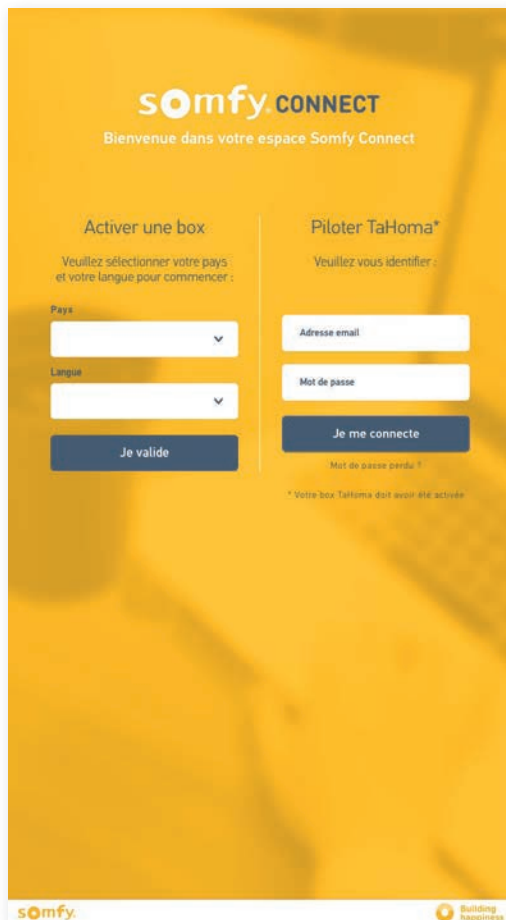 somfy. CONNECT
Bienvenue dans votre espace Somfy Connect
Activer une box
Veuillez sélectionner votre pays
et votre langue pour commencer :
Pays
Langue
Je valide
Piloter TaHoma*
Veuillez vous identifier :
Adresse email
Mot de passe
Je me connecte
Mot de passe perdu ?
* Votre box TaHoma doit avoir été activée
somfy.
Building
happiness